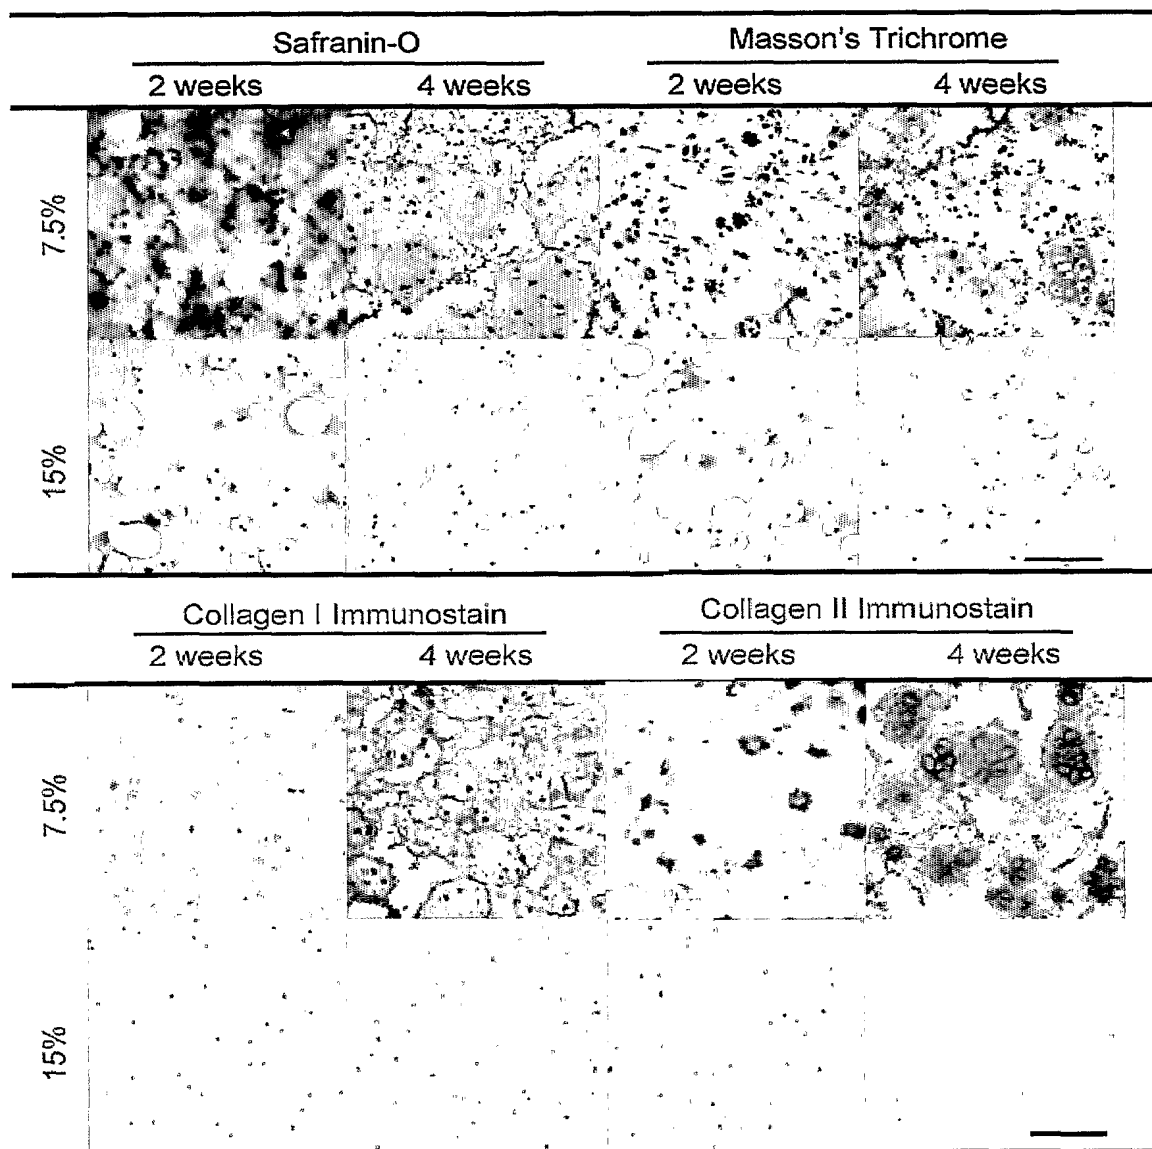 Safranin-O Masson's Trichrome
2 weeks 4 weeks 2 weeks 4 weeks
7.5%
15%
Collagen I Immunostain Collagen II Immunostain
2 weeks 4 weeks 2 weeks 4 weeks
7.5%
15%